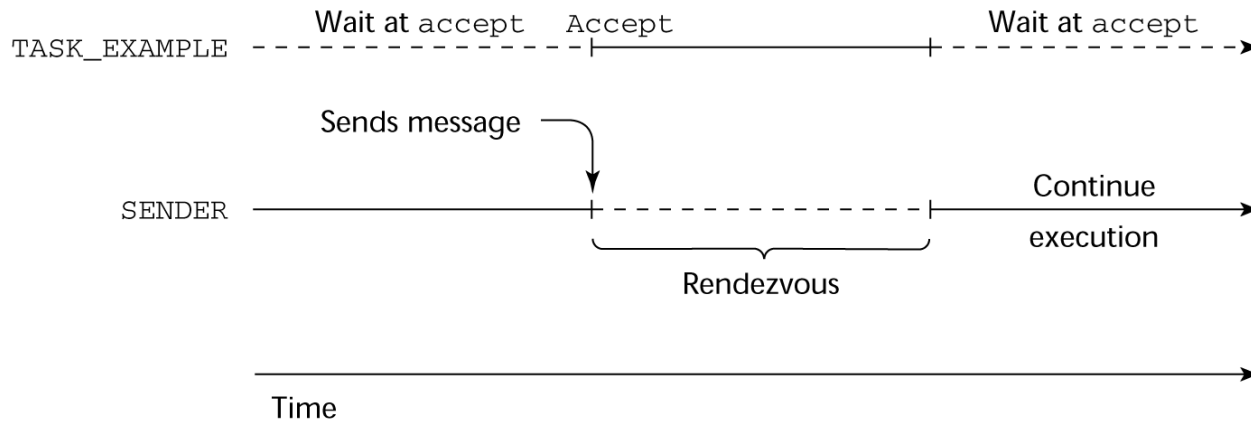 Wait at accept Accept Wait at accept
TASK_EXAMPLE
Sends message
SENDER
Continue
execution
Rendezvous
Time